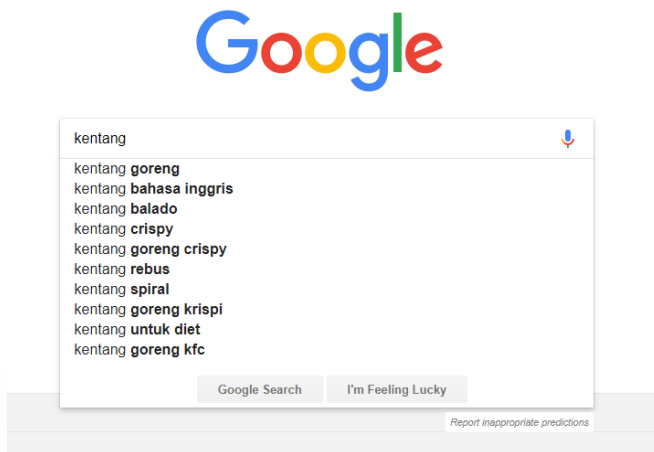 Google
kentang
kentang goreng
kentang bahasa inggris
kentang balado
kentang crispy
kentang goreng crispy
kentang rebus
kentang spiral
kentang goreng krispi
kentang untuk diet
kentang goreng kfc
Google Search I'm Feeling Lucky
Report inappropriate predictions